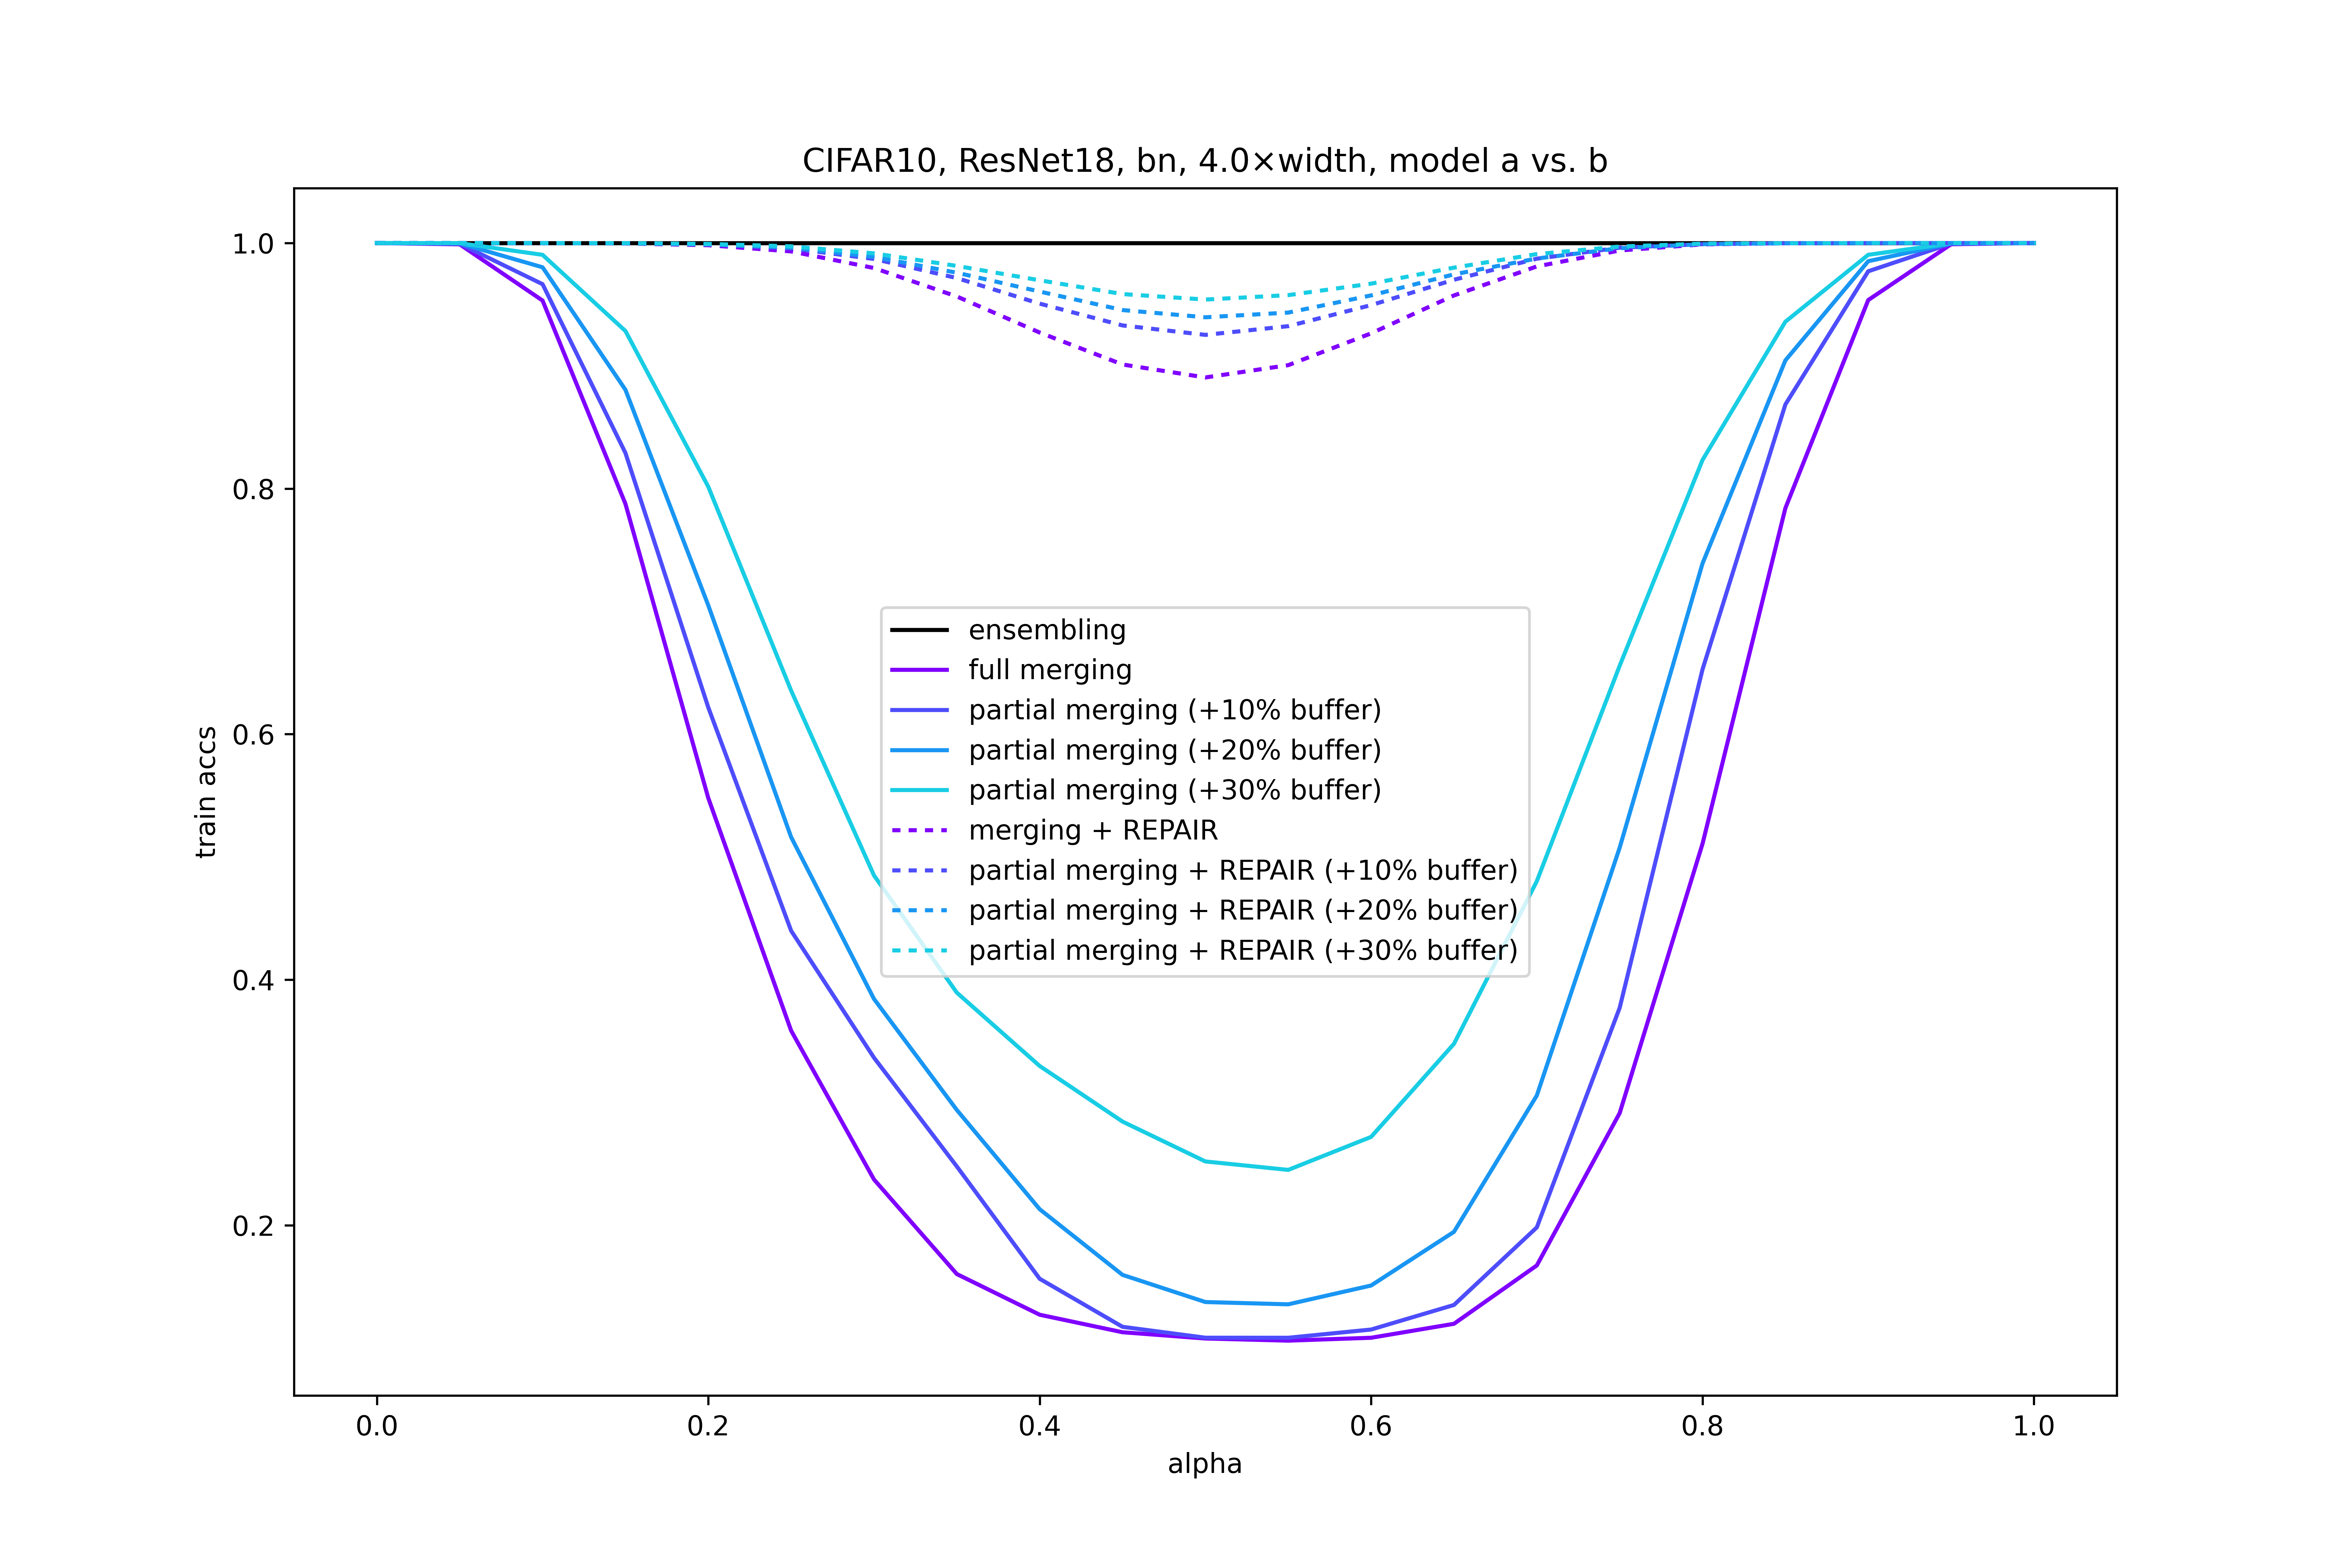 CIFAR10, ResNet18, bn, 4.0×width, model a vs. b
1.0
0.8
0.6
0.4
0.2
train accs
ensembling
full merging
partial merging (+10% buffer)
partial merging (+20% buffer)
partial merging (+30% buffer)
merging + REPAIR
partial merging + REPAIR (+10% buffer)
partial merging + REPAIR (+20% buffer)
partial merging + REPAIR (+30% buffer)
0.0 0.2 0.4 0.6 0.8 1.0
alpha